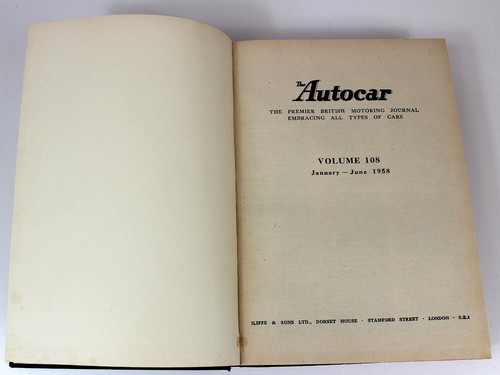 The Autocar
THE PREMIER BRITISH MOTORING JOURNAL
EMBRACING ALL TYPES OF CARS
VOLUME 108
January — June 1958
ILIFFE & SONS LTD., DORSET HOUSE · STAMFORD STREET · LONDON · S.E.1